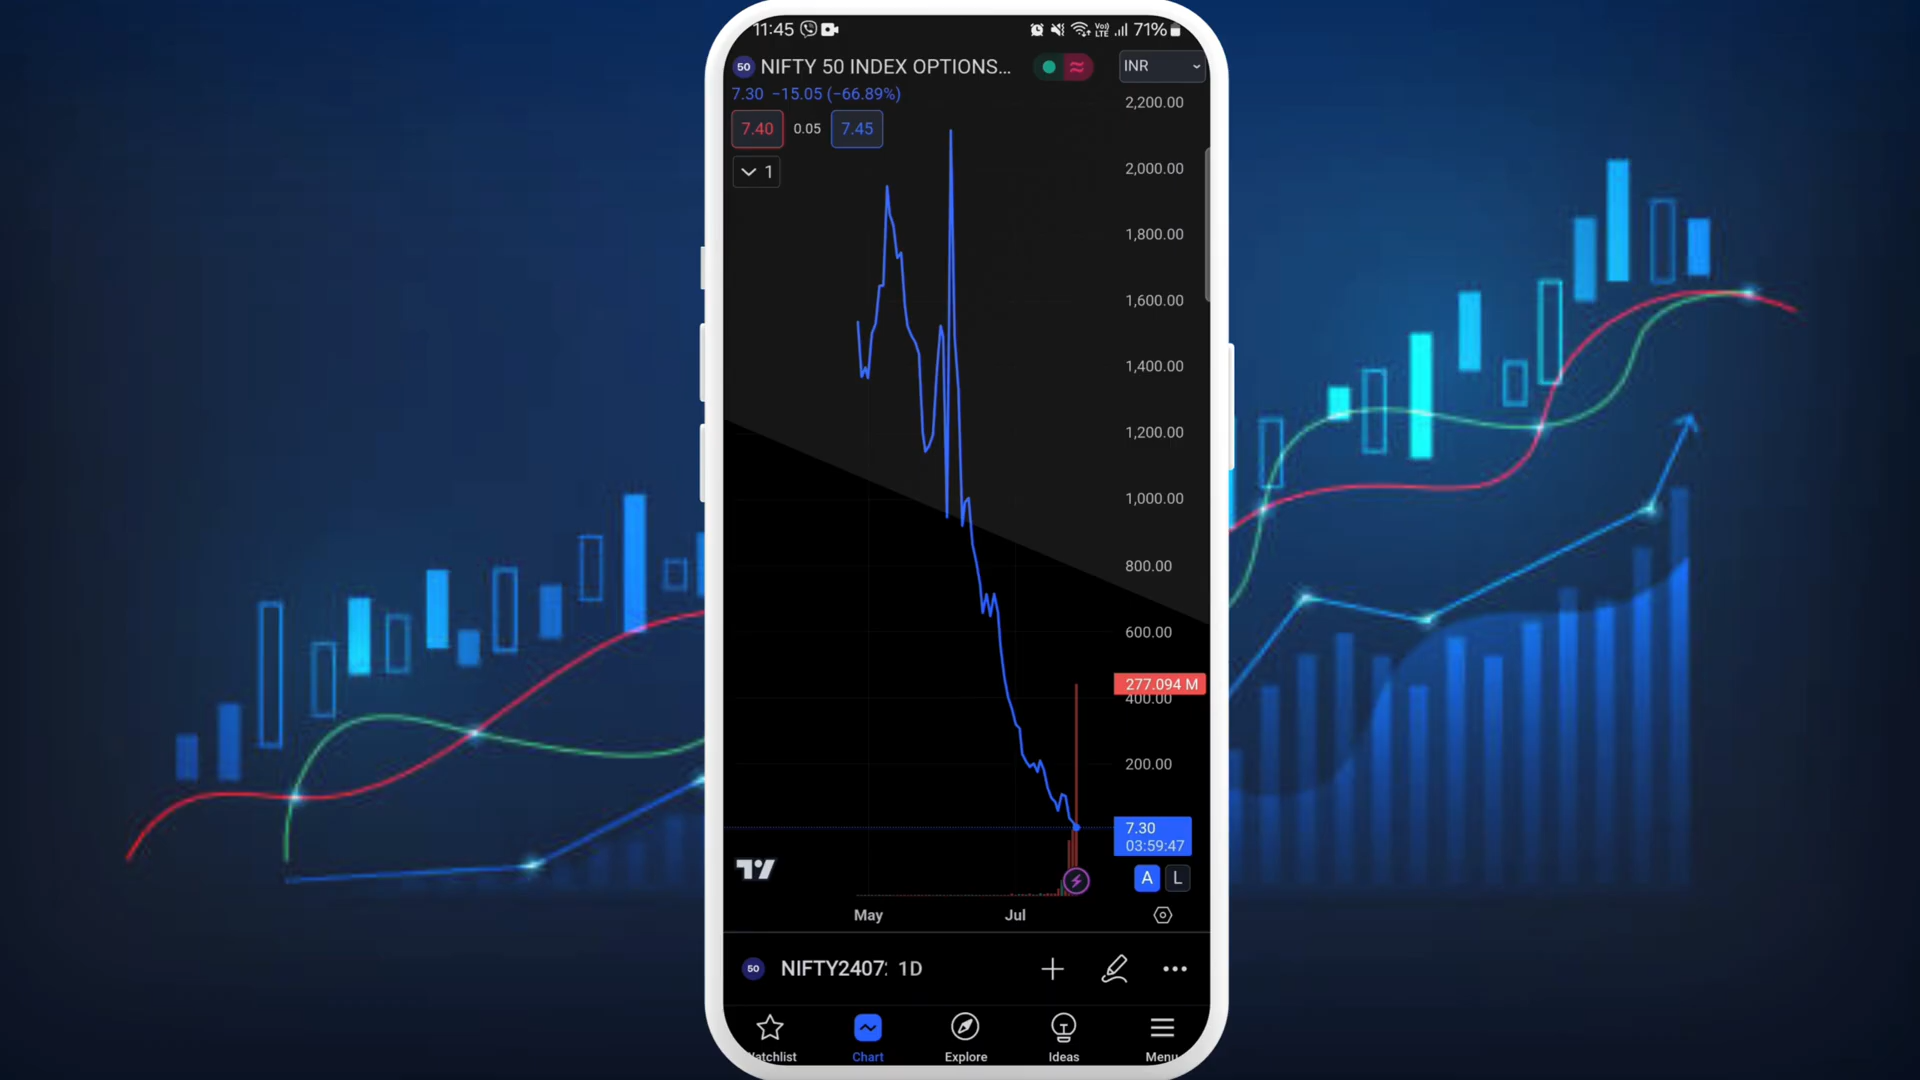 11:45 71%
50 NIFTY 50 INDEX OPTIONS... INR
7.30 −15.05 (−66.89%)
7.40 0.05 7.45
1
2,200.00
2,000.00
1,800.00
1,600.00
1,400.00
1,200.00
1,000.00
800.00
600.00
277.094 M
400.00
200.00
7.30
03:59:47
A L
May Jul
50 NIFTY2407 1D
atchlist Chart Explore Ideas Menu